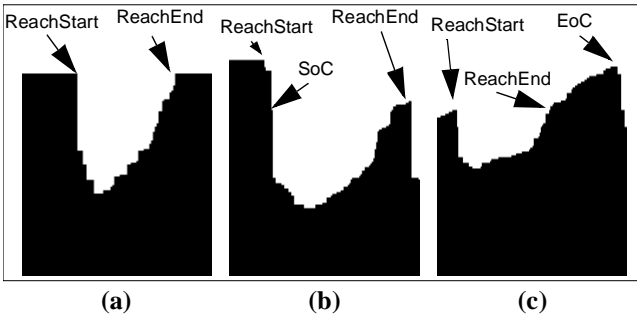 ReachStart
ReachEnd
(a)
ReachStart
SoC
ReachEnd
(b)
ReachStart
ReachEnd
EoC
(c)